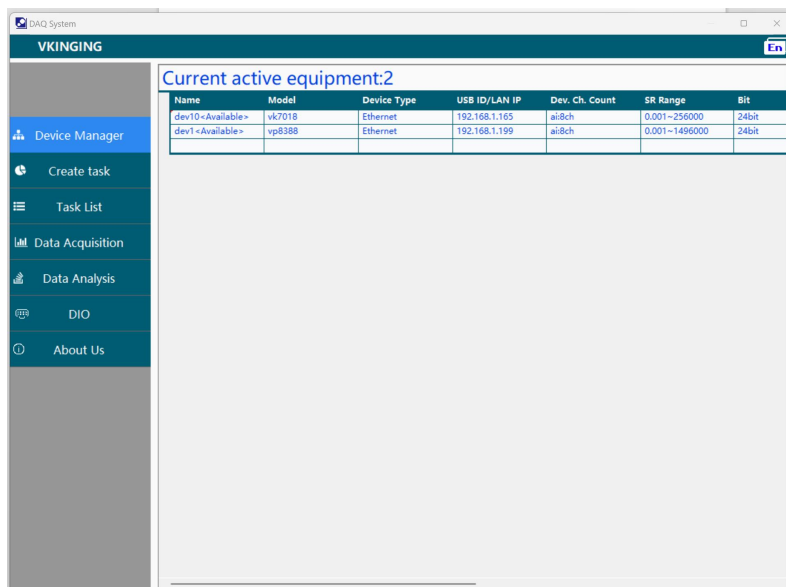 DAQ System
VKINGING
En
Current active equipment:2
Name Model Device Type USB ID/LAN IP Dev. Ch. Count SR Range Bit
dev10<Available> vk7018 Ethernet 192.168.1.165 ai:8ch 0.001~256000 24bit
dev1<Available> vp8388 Ethernet 192.168.1.199 ai:8ch 0.001~1496000 24bit
Device Manager
Create task
Task List
Data Acquisition
Data Analysis
DIO
About Us